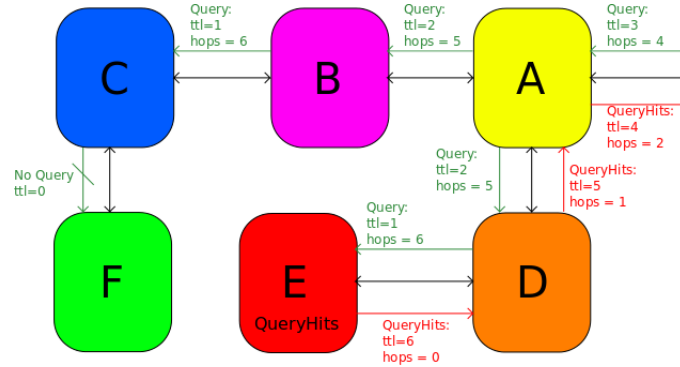 Query:
ttl=1
hops = 6
Query:
ttl=2
hops = 5
Query:
ttl=3
hops = 4
C
B
A
QueryHits:
ttl=4
hops = 2
No Query
ttl=0
Query:
ttl=2
hops = 5
QueryHits:
ttl=5
hops = 1
Query:
ttl=1
hops = 6
F
E
QueryHits
D
QueryHits:
ttl=6
hops = 0